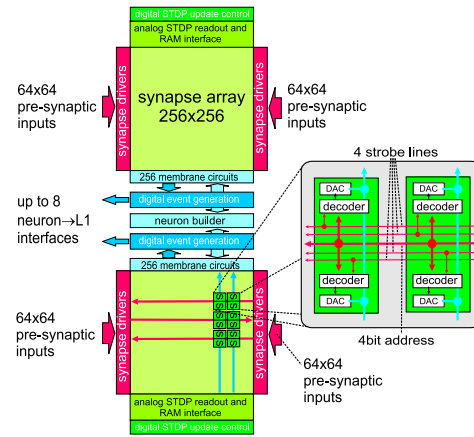 digital STDP update control
analog STDP readout and
RAM interface
64x64
pre-synaptic
inputs
synapse drivers
synapse array
256x256
synapse drivers
64x64
pre-synaptic
inputs
256 membrane circuits
digital event generation
up to 8
neuron→L1
interfaces
neuron builder
digital event generation
256 membrane circuits
4 strobe lines
DAC
decoder
DAC
decoder
decoder
DAC
decoder
DAC
4bit address
64x64
pre-synaptic
inputs
synapse drivers
S S
S S
S S
S S
synapse drivers
64x64
pre-synaptic
inputs
analog STDP readout and
RAM interface
digital STDP update control